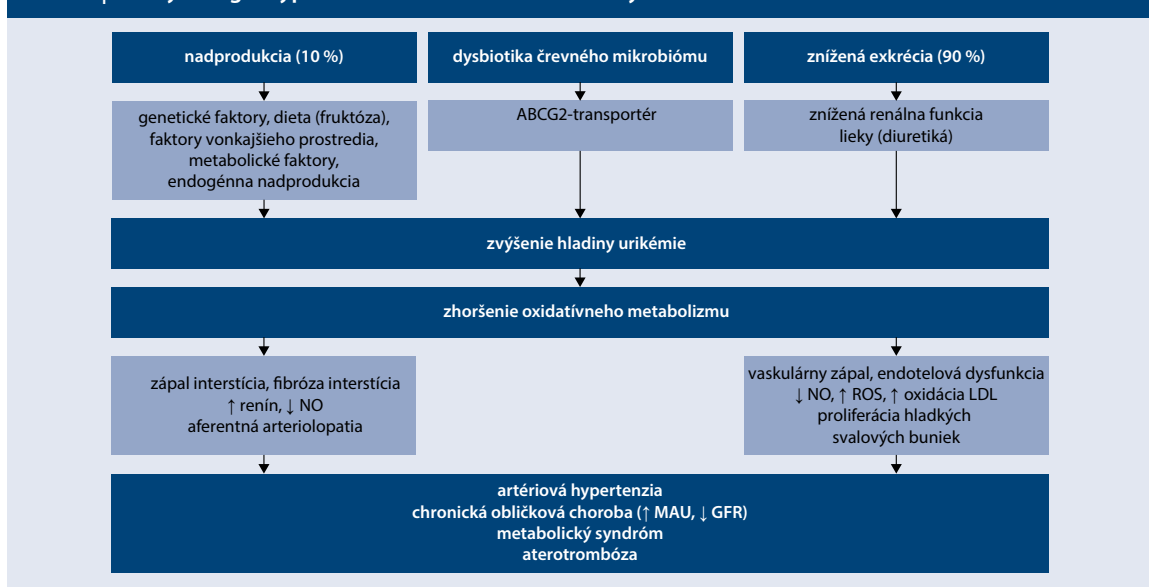 nadprodukcia (10 %)
dysbiotika črevného mikrobiómu
znížená exkrécia (90 %)
genetické faktory, dieta (fruktóza),
faktory vonkajšieho prostredia,
metabolické faktory,
endogénna nadprodukcia
ABCG2-transportér
znížená renálna funkcia
lieky (diuretiká)
zvýšenie hladiny urikémie
zhoršenie oxidatívneho metabolizmu
zápal interstícia, fibróza interstícia
↑ renín, ↓ NO
aferentná arteriolopatia
vaskulárny zápal, endotelová dysfunkcia
↓ NO, ↑ ROS, ↑ oxidácia LDL
proliferácia hladkých
svalových buniek
artériová hypertenzia
chronická obličková choroba (↑ MAU, ↓ GFR)
metabolický syndróm
aterotrombóza